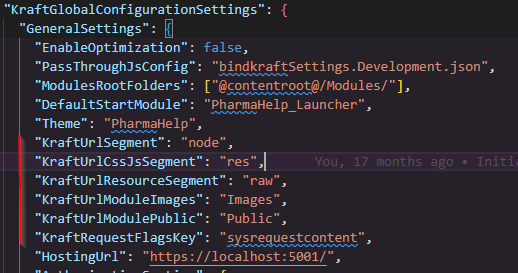 "KraftGlobalConfigurationSettings": {
"GeneralSettings": {
"EnableOptimization": false,
"PassThroughJsConfig": "bindkraftSettings.Development.json",
"ModulesRootFolders": ["@contentroot@/Modules/"],
"DefaultStartModule": "PharmaHelp_Launcher",
"Theme": "PharmaHelp",
"KraftUrlSegment": "node",
"KraftUrlCssJsSegment": "res", You, 17 months ago • Initia
"KraftUrlResourceSegment": "raw",
"KraftUrlModuleImages": "Images",
"KraftUrlModulePublic": "Public",
"KraftRequestFlagsKey": "sysrequestcontent",
"HostingUrl": "https://localhost:5001/",